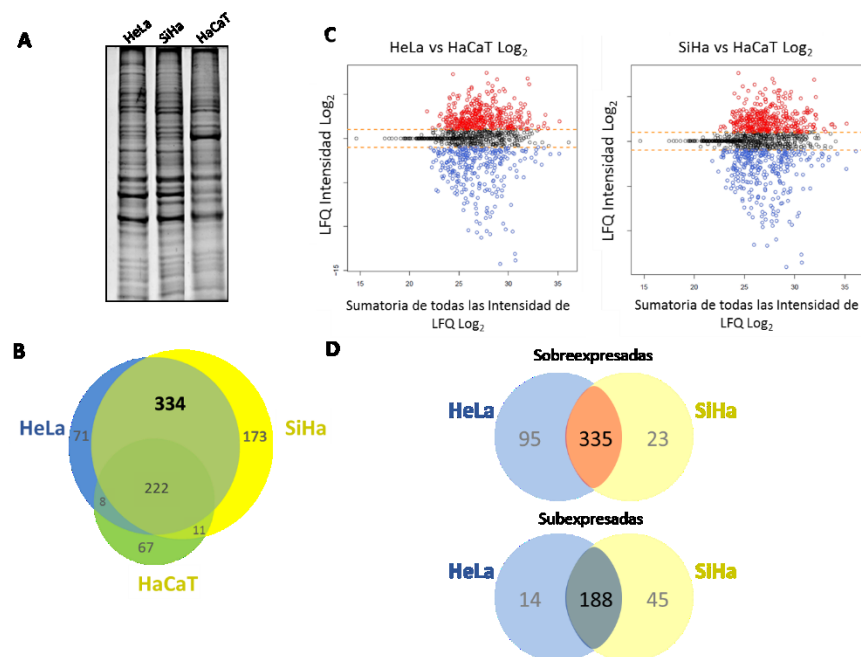 A
HeLa
SiHa
HaCaT
C
HeLa vs HaCaT Log2
SiHa vs HaCaT Log2
LFQ Intensidad Log2
−15
15
20
25
30
35
Sumatoria de todas las Intensidad de
LFQ Log2
LFQ Intensidad Log2
15
20
25
30
35
Sumatoria de todas las Intensidad de
LFQ Log2
B
334
HeLa
71
173
SiHa
222
8
11
67
HaCaT
D
Sobreexpresadas
HeLa
SiHa
95
335
23
Subexpresadas
HeLa
SiHa
14
188
45